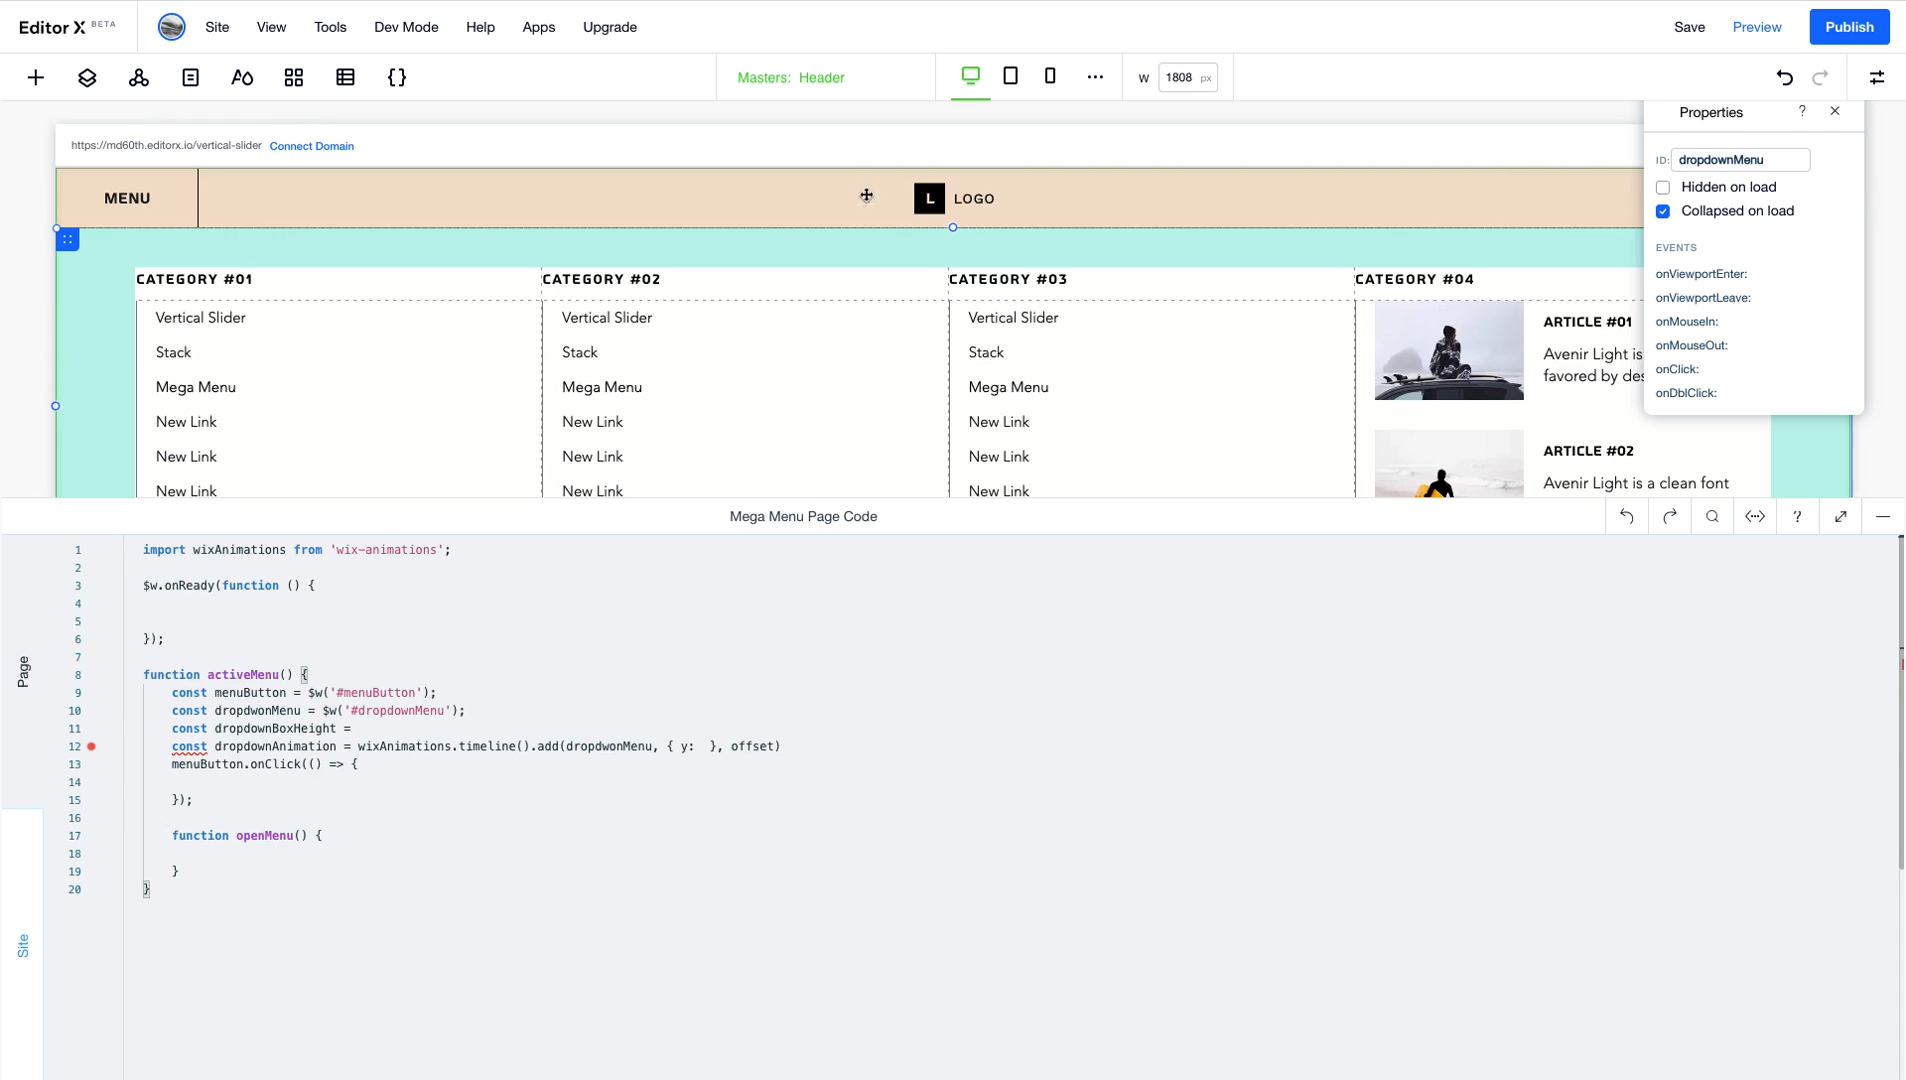 Editor X BETA
Site View Tools Dev Mode Help Apps Upgrade
Save Preview Publish
Masters: Header
W 1808 px
https://md60th.editorx.io/vertical-slider Connect Domain
MENU
L LOGO
Properties ? 
ID: dropdownMenu
Hidden on load
Collapsed on load
EVENTS
onViewportEnter:
onViewportLeave:
onMouseIn:
onMouseOut:
onClick:
onDblClick:
CATEGORY #01
Vertical Slider
Stack
Mega Menu
New Link
New Link
New Link
CATEGORY #02
Vertical Slider
Stack
Mega Menu
New Link
New Link
New Link
CATEGORY #03
Vertical Slider
Stack
Mega Menu
New Link
New Link
New Link
CATEGORY #04
ARTICLE #01
Avenir Light is
favored by des
ARTICLE #02
Avenir Light is a clean font
Mega Menu Page Code
?
Page
Site
1 import wixAnimations from 'wix-animations';
2
3 $w.onReady(function () {
4
5
6 });
7
8 function activeMenu() {
9 const menuButton = $w('#menuButton');
10 const dropdwonMenu = $w('#dropdownMenu');
11 const dropdownBoxHeight =
12 const dropdownAnimation = wixAnimations.timeline().add(dropdwonMenu, { y:  }, offset)
13 menuButton.onClick(() => {
14
15 });
16
17 function openMenu() {
18
19 }
20 }